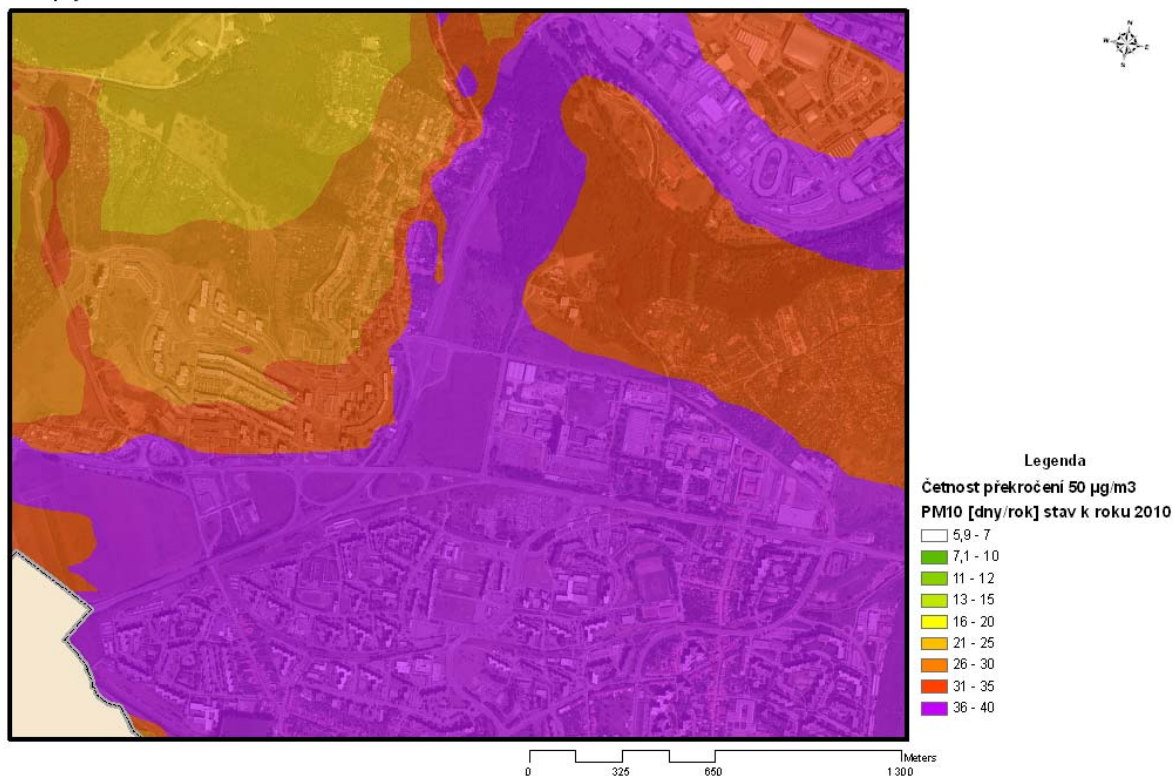 N
W E
S
Legenda
Četnost překročení 50 µg/m3
PM10 [dny/rok] stav k roku 2010
5,9 - 7
7,1 - 10
11 - 12
13 - 15
16 - 20
21 - 25
26 - 30
31 - 35
36 - 40
Meters
0 325 650 1 300